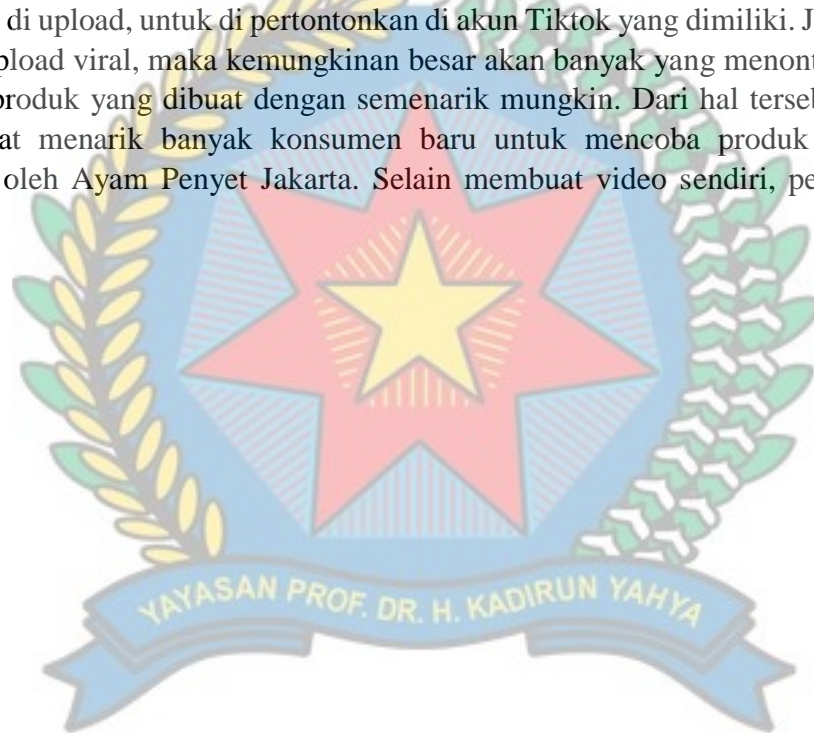 di upload, untuk di pertontonkan di akun Tiktok yang dimiliki. J
pload viral, maka kemungkinan besar akan banyak yang menont
produk yang dibuat dengan semenarik mungkin. Dari hal terseb
at menarik banyak konsumen baru untuk mencoba produk
oleh Ayam Penyet Jakarta. Selain membuat video sendiri, pe
YAYASAN PROF. DR. H. KADIRUN YAHYA